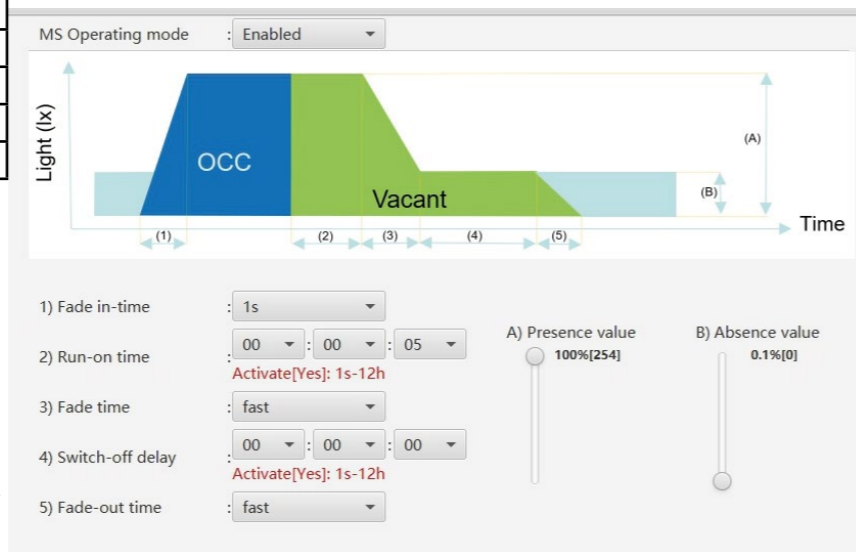 MS Operating mode : Enabled
Light (lx)
OCC
Vacant
(A)
(B)
Time
(1) (2) (3) (4) (5)
1) Fade in-time : 1s
2) Run-on time : 00 : 00 : 05
Activate[Yes]: 1s-12h
3) Fade time : fast
4) Switch-off delay : 00 : 00 : 00
Activate[Yes]: 1s-12h
5) Fade-out time : fast
A) Presence value
100%[254]
B) Absence value
0.1%[0]